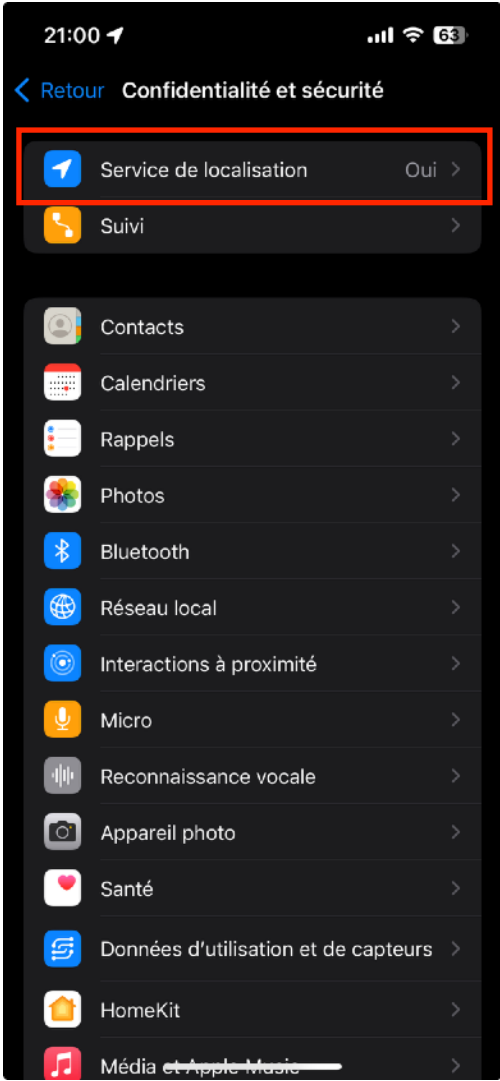 21:00
63
Retour
Confidentialité et sécurité
Service de localisation
Oui
Suivi
Contacts
Calendriers
Rappels
Photos
Bluetooth
Réseau local
Interactions à proximité
Micro
Reconnaissance vocale
Appareil photo
Santé
Données d’utilisation et de capteurs
HomeKit
Média et Apple Music